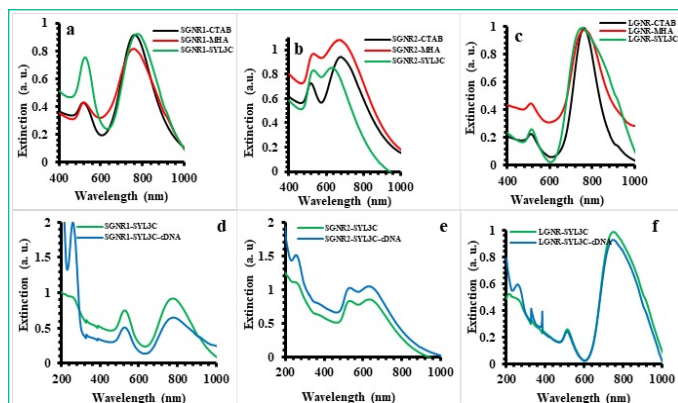 a
SGNR1-CTAB
SGNR1-MHA
SGNR1-SYL3C
Extinction (a. u.)
1
0.8
0.6
0.4
0.2
0
400 600 800 1000
Wavelength (nm)
b
SGNR2-CTAB
SGNR2-MHA
SGNR2-SYL3C
Extinction (a. u.)
1.2
1
0.8
0.6
0.4
0.2
0
400 600 800 1000
Wavelength (nm)
c
LGNR-CTAB
LGNR-MHA
LGNR-SYL3C
Extinction (a. u.)
1
0.8
0.6
0.4
0.2
0
400 600 800 1000
Wavelength (nm)
d
SGNR1-SYL3C
SGNR1-SYL3C-cDNA
Extinction (a. u.)
2
1.5
1
0.5
0
200 400 600 800 1000
Wavelength (nm)
e
SGNR2-SYL3C
SGNR2-SYL3C-cDNA
Extinction (a. u.)
2
1.5
1
0.5
0
200 400 600 800 1000
Wavelength (nm)
f
LGNR-SYL3C
LGNR-SYL3C-cDNA
Extinction (a. u.)
1
0.8
0.6
0.4
0.2
0
200 400 600 800 1000
Wavelength (nm)